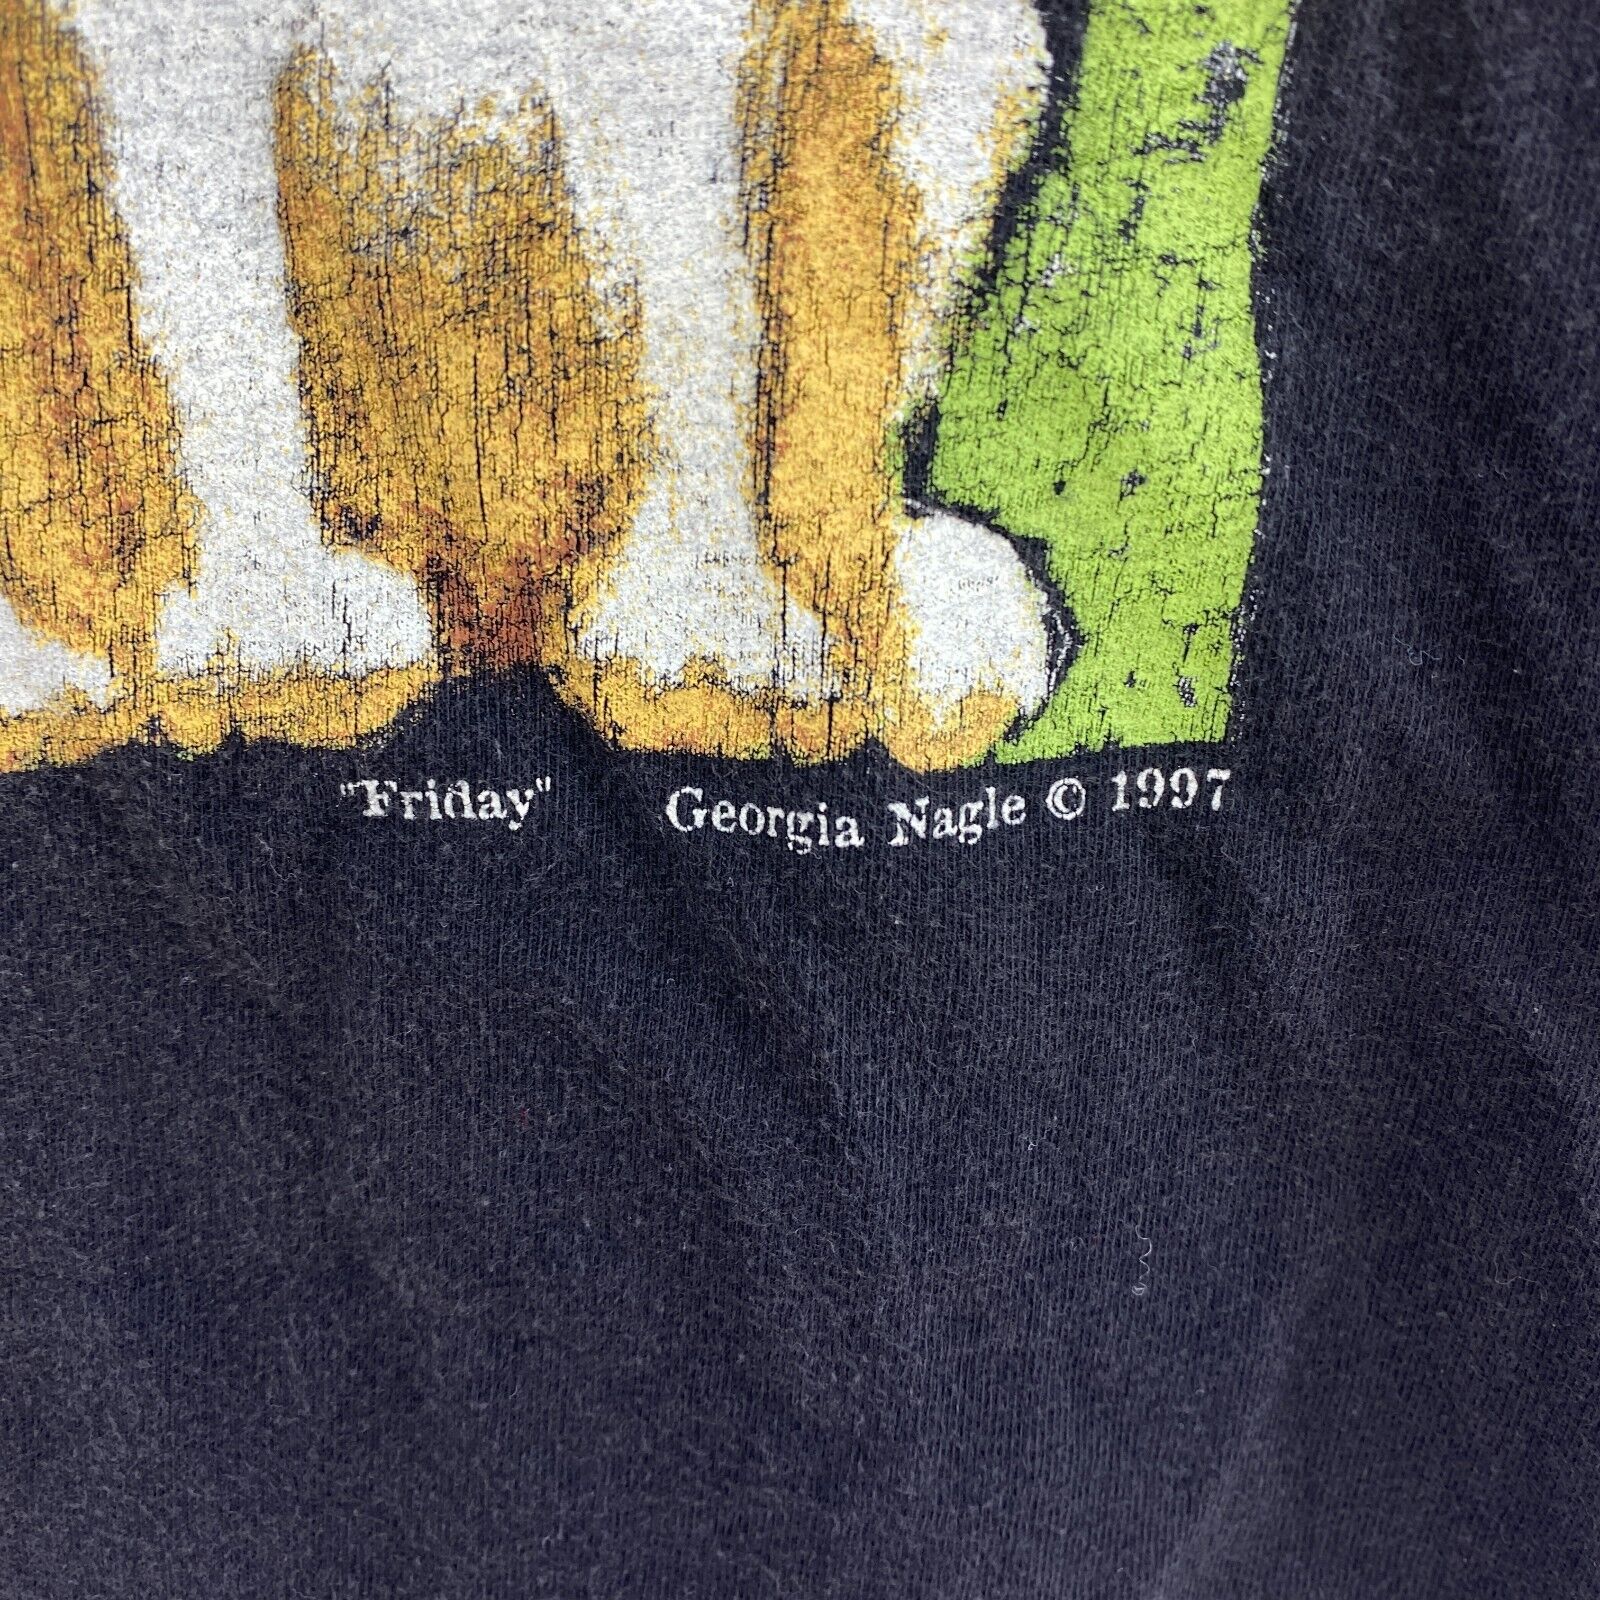 "Friday" Georgia Nagle © 1997